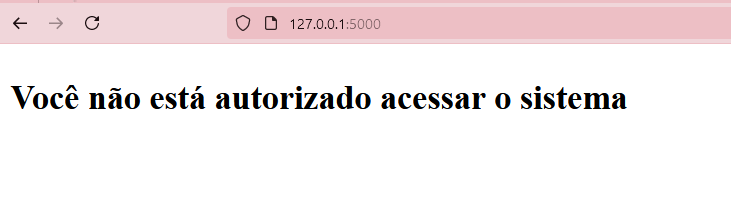 127.0.0.1:5000
Você não está autorizado acessar o sistema